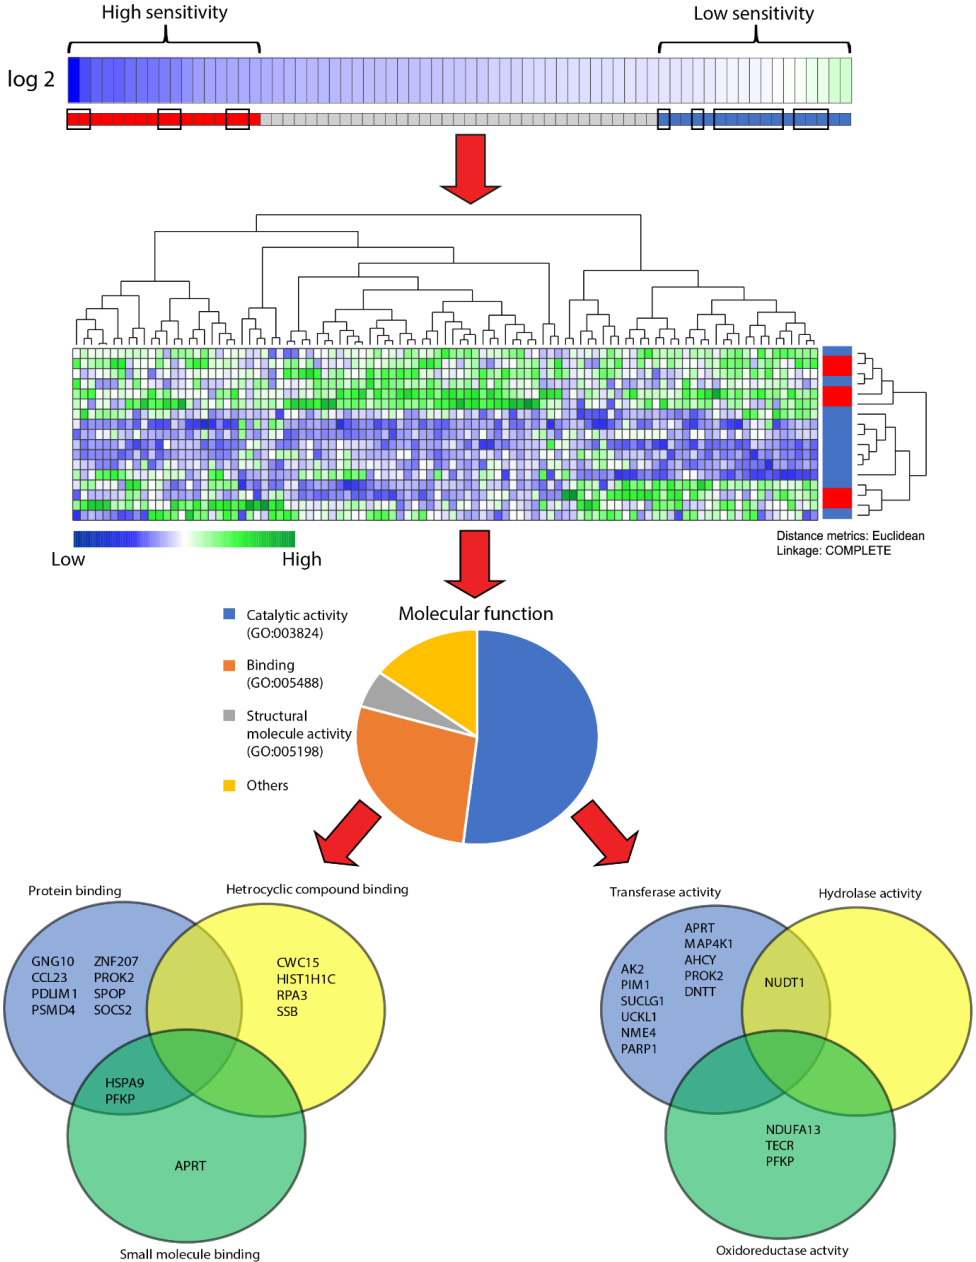 High sensitivity
Low sensitivity
log 2
Low
High
Distance metrics: Euclidean
Linkage: COMPLETE
Molecular function
Catalytic activity
(GO:003824)
Binding
(GO:005488)
Structural
molecule activity
(GO:005198)
Others
Protein binding
Hetrocyclic compound binding
GNG10
CCL23
PDLIM1
PSMD4
ZNF207
PROK2
SPOP
SOCS2
CWC15
HIST1H1C
RPA3
SSB
HSPA9
PFKP
APRT
Small molecule binding
Transferase activity
Hydrolase activity
APRT
MAP4K1
AHCY
PROK2
DNTT
AK2
PIM1
SUCLG1
UCKL1
NME4
PARP1
NUDT1
NDUFA13
TECR
PFKP
Oxidoreductase actvity